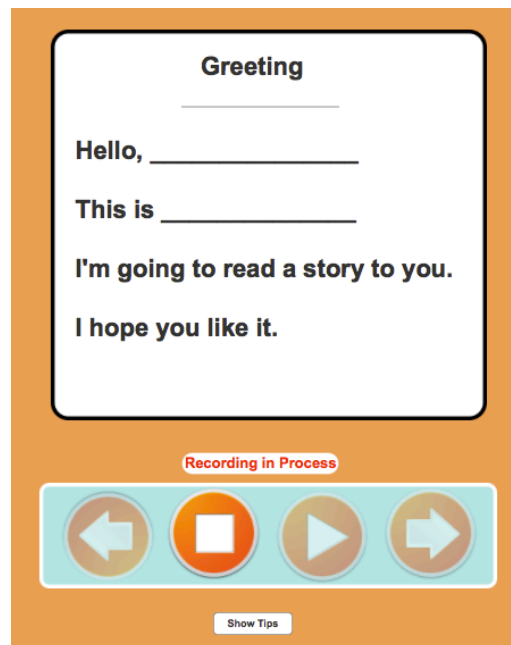 Greeting
Hello, _______________
This is ______________
I'm going to read a story to you.
I hope you like it.
Recording in Process
Show Tips